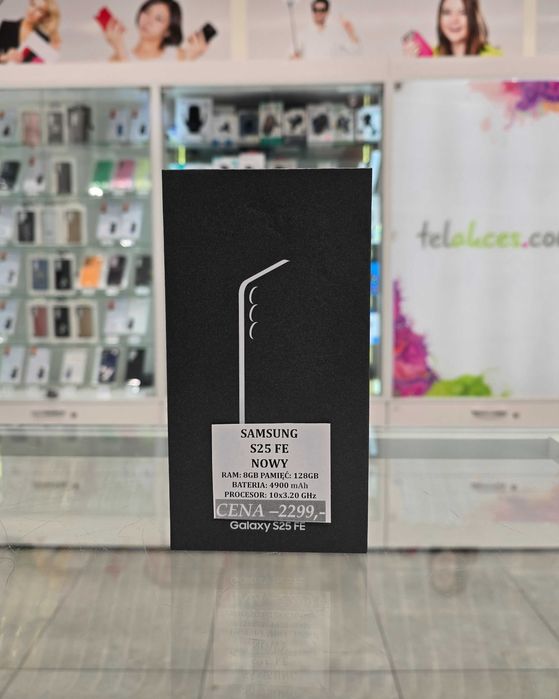 telakces.co
SAMSUNG
S25 FE
NOWY
RAM: 8GB PAMIĘĆ: 128GB
BATERIA: 4900 mAh
PROCESOR: 10x3.20 GHz
CENA –2299,-
Galaxy S25 FE